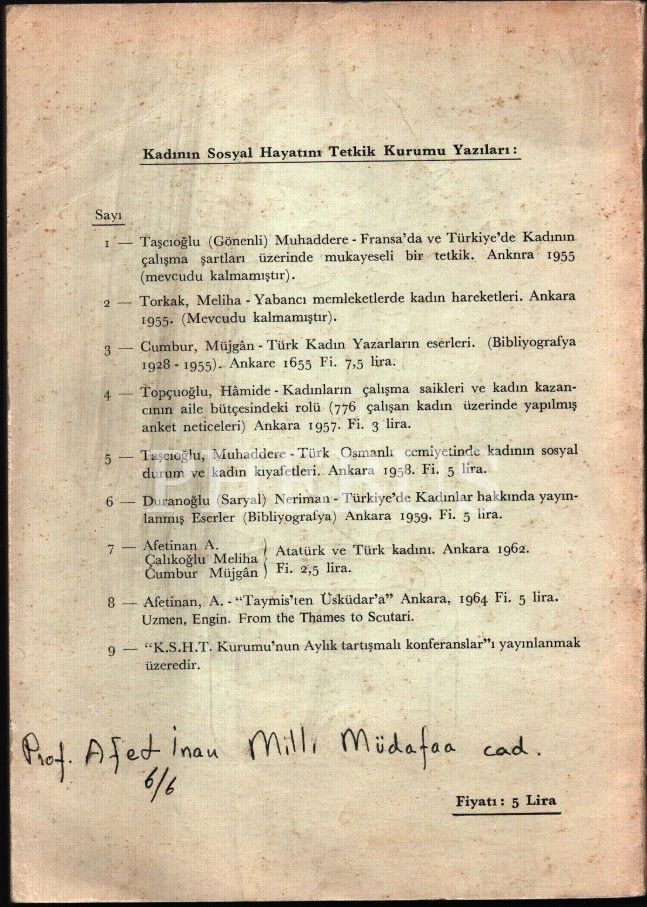 Kadının Sosyal Hayatını Tetkik Kurumu Yazıları:
Sayı
1 — Taşcıoğlu (Gönenli) Muhaddere - Fransa'da ve Türkiye'de Kadının
çalışma şartları üzerinde mukayeseli bir tetkik. Anknra 1955
(mevcudu kalmamıştır).
2 — Torkak, Meliha - Yabancı memleketlerde kadın hareketleri. Ankara
1955. (Mevcudu kalmamıştır).
3 — Cumbur, Müjgân - Türk Kadın Yazarların eserleri. (Bibliyografya
1928 - 1955). Ankare 1655 Fi. 7,5 lira.
4 — Topçuoğlu, Hâmide - Kadınların çalışma saikleri ve kadın kazan-
cının aile bütçesindeki rolü (776 çalışan kadın üzerinde yapılmış
anket neticeleri) Ankara 1957. Fi. 3 lira.
5 — Taşcıoğlu, Muhaddere - Türk Osmanlı cemiyetinde kadının sosyal
durum ve kadın kıyafetleri. Ankara 1958. Fi. 5 lira.
6 — Duranoğlu (Saryal) Neriman - Türkiye'de Kadınlar hakkında yayın-
lanmış Eserler (Bibliyografya) Ankara 1959. Fi. 5 lira.
7 — Afetinan A.
Çalıkoğlu Meliha
Cumbur Müjgân
Atatürk ve Türk kadını. Ankara 1962.
Fi. 2,5 lira.
8 — Afetinan, A. - "Taymis'ten Üsküdar'a" Ankara, 1964 Fi. 5 lira.
Uzmen, Engin. From the Thames to Scutari.
9 — "K.S.H.T. Kurumu'nun Aylık tartışmalı konferanslar"ı yayınlanmak
üzeredir.
Prof. Afet İnan Milli Müdafaa cad.
6/6
Fiyatı: 5 Lira